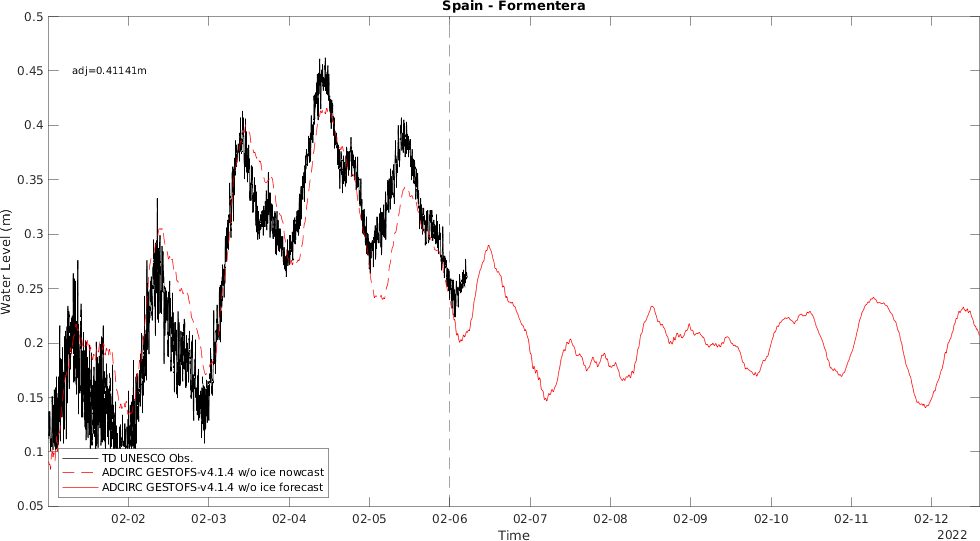 Spain - Formentera
0.5
0.45
0.4
0.35
0.3
0.25
0.2
0.15
0.1
0.05
Water Level (m)
adj=0.41141m
TD UNESCO Obs.
ADCIRC GESTOFS-v4.1.4 w/o ice nowcast
ADCIRC GESTOFS-v4.1.4 w/o ice forecast
02-02 02-03 02-04 02-05 02-06 02-07 02-08 02-09 02-10 02-11 02-12
Time
2022